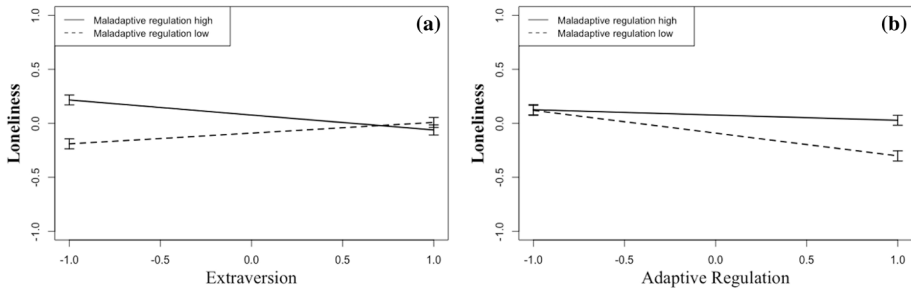 Maladaptive regulation high
Maladaptive regulation low
(a)
Loneliness
1.0
0.5
0.0
-0.5
-1.0
-1.0 -0.5 0.0 0.5 1.0
Extraversion
Maladaptive regulation high
Maladaptive regulation low
(b)
Loneliness
1.0
0.5
0.0
-0.5
-1.0
-1.0 -0.5 0.0 0.5 1.0
Adaptive Regulation